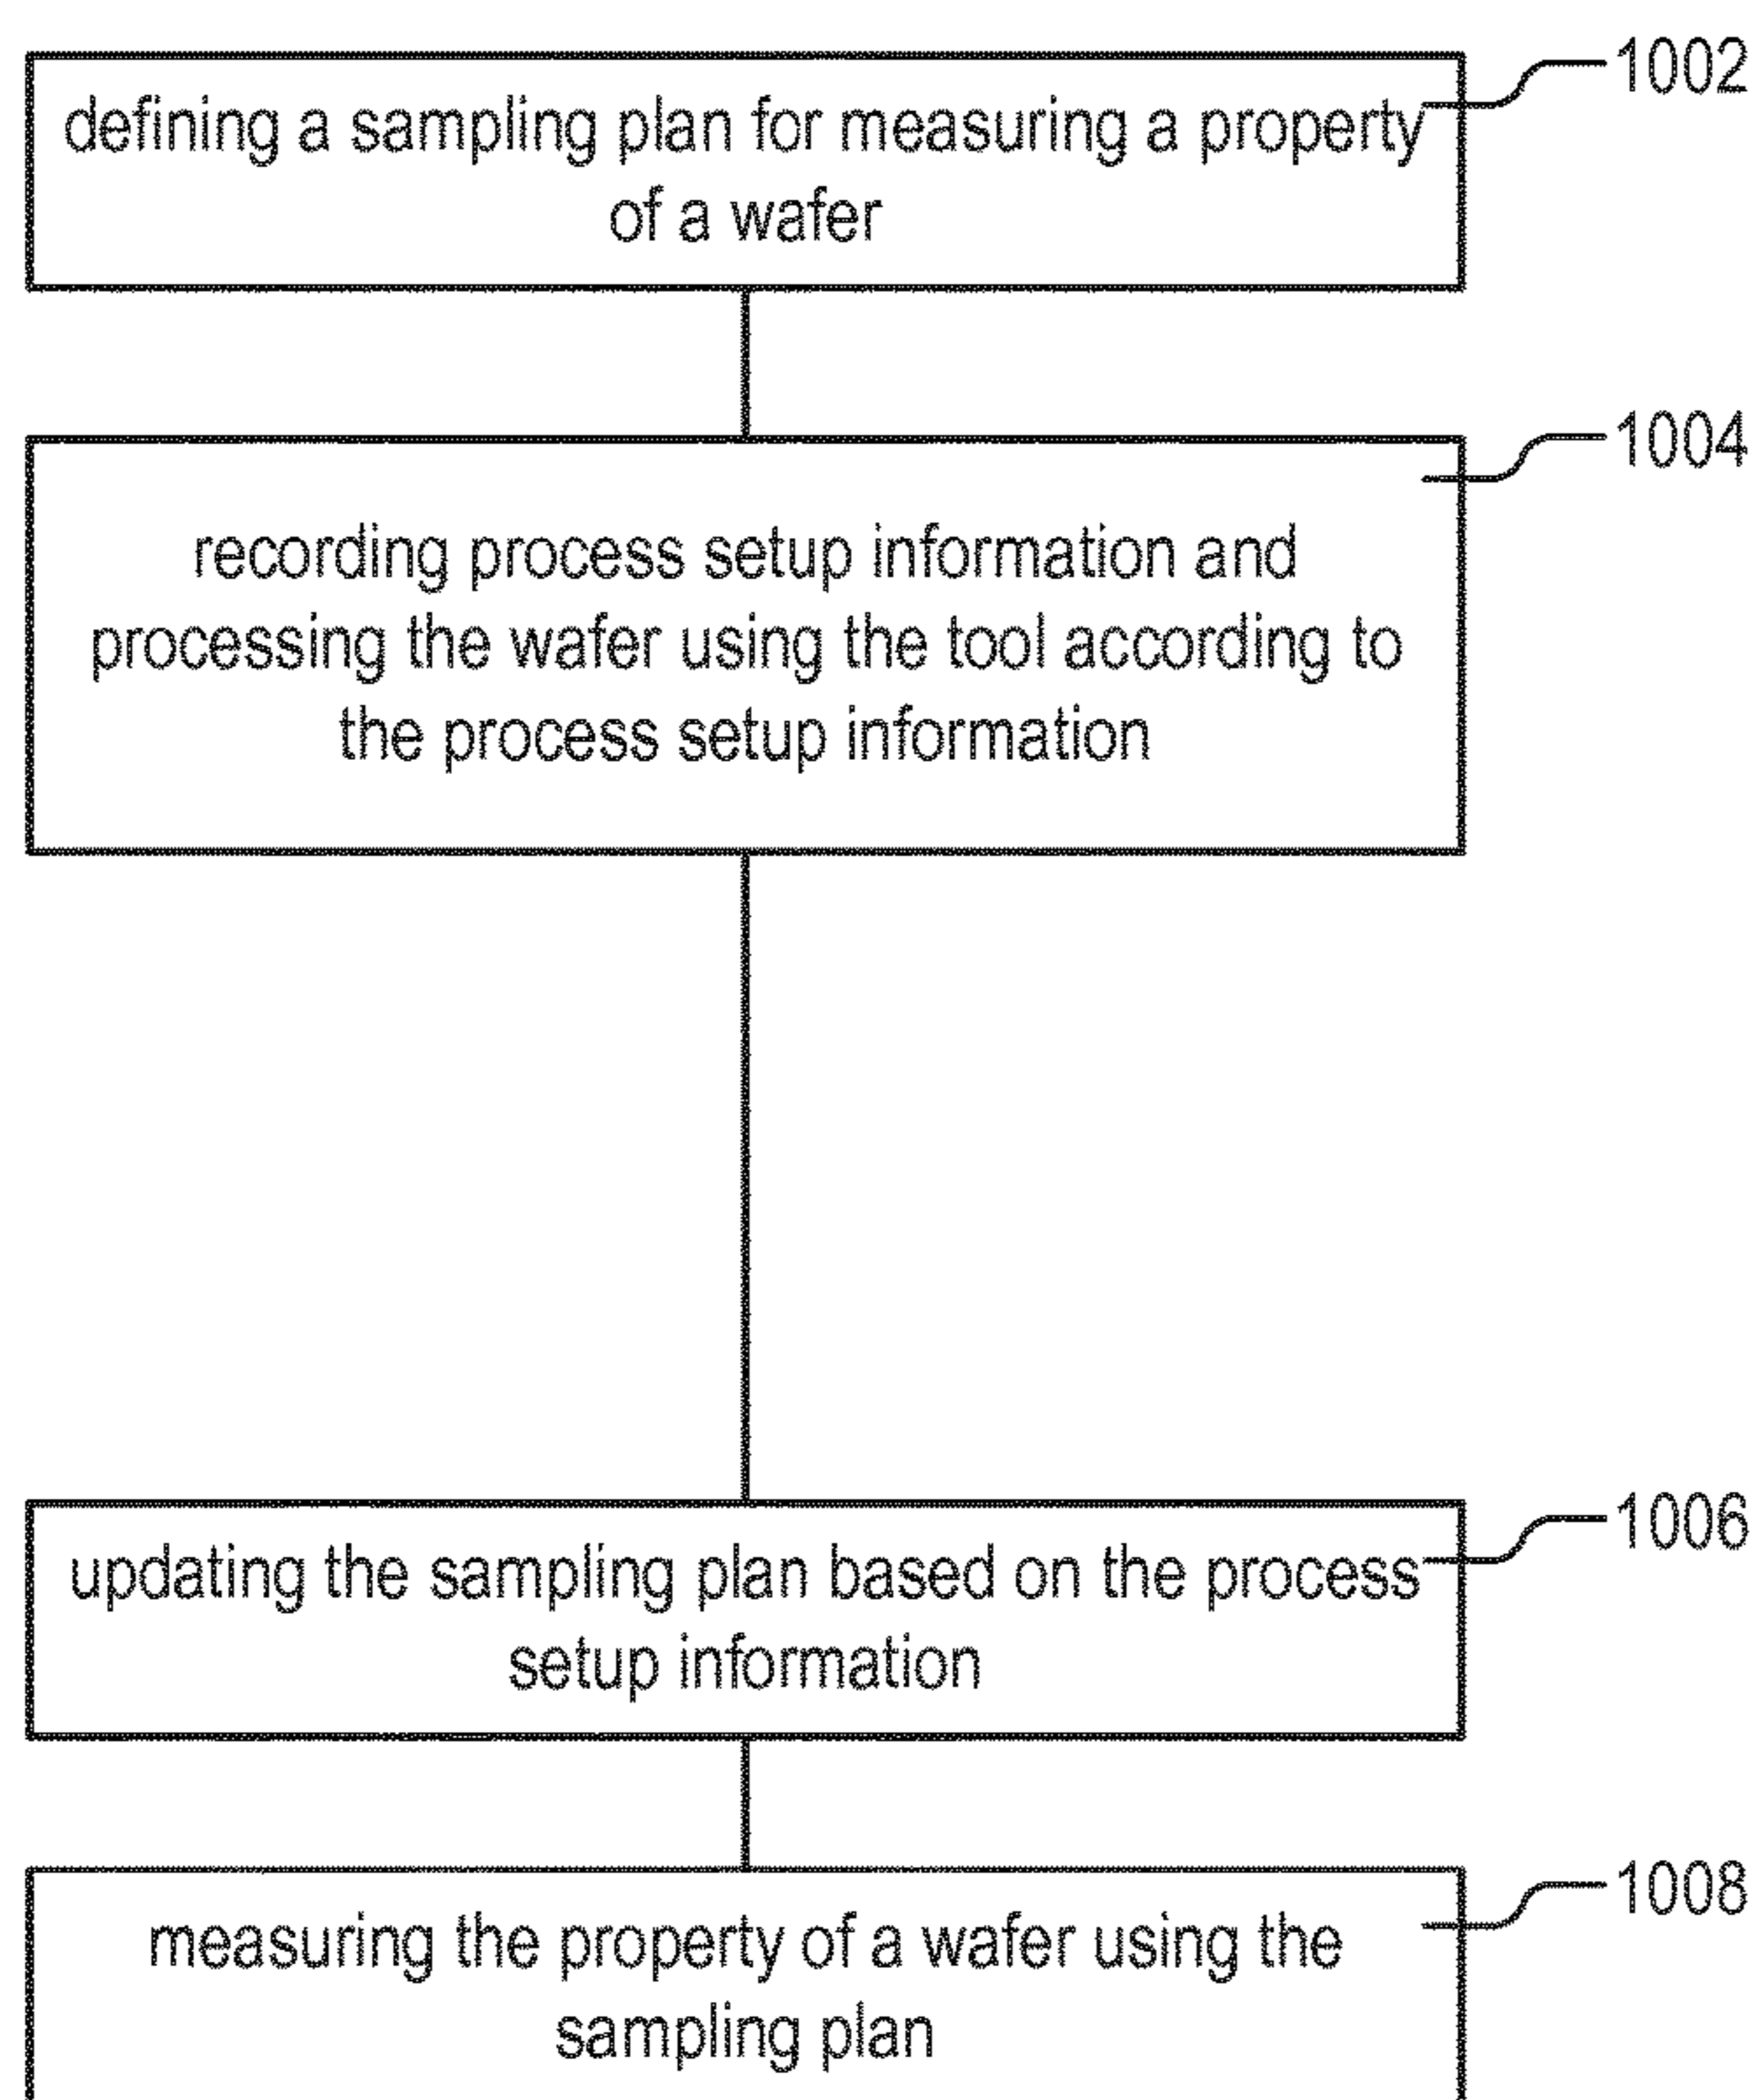 1002
defining a sampling plan for measuring a property
of a wafer
1004
recording process setup information and
processing the wafer using the tool according to
the process setup information
1006
updating the sampling plan based on the process
setup information
1008
measuring the property of a wafer using the
sampling plan